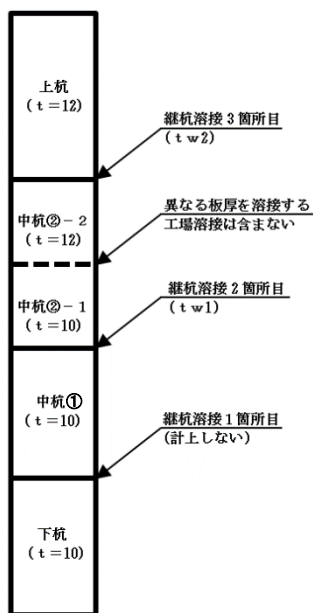 上杭
(t=12)
継杭溶接3箇所目
(tw2)
中杭②-2
(t=12)
異なる板厚を溶接する
工場溶接は含まない
中杭②-1
(t=10)
継杭溶接2箇所目
(tw1)
中杭①
(t=10)
継杭溶接1箇所目
(計上しない)
下杭
(t=10)